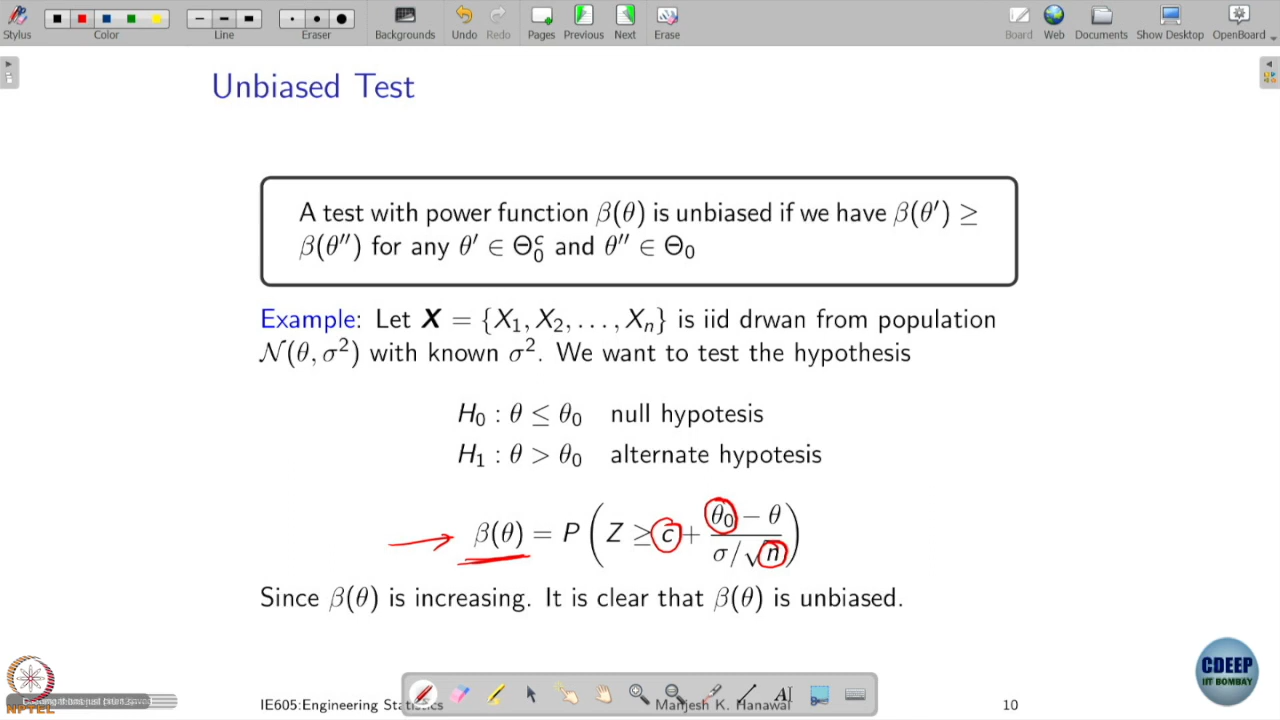 Stylus Color Line Eraser Backgrounds Undo Redo Pages Previous Next Erase Board Web Documents Show Desktop OpenBoard
Unbiased Test
A test with power function β(θ) is unbiased if we have β(θ′) ≥
β(θ″) for any θ′ ∈ Θ₀ᶜ and θ″ ∈ Θ₀
Example: Let X = {X₁, X₂, . . . , Xₙ} is iid drwan from population
𝒩(θ, σ²) with known σ². We want to test the hypothesis
H₀ : θ ≤ θ₀ null hypotesis
H₁ : θ > θ₀ alternate hypotesis
β(θ) = P ( Z ≥ c + (θ₀ − θ) / (σ/√n) )
Since β(θ) is increasing. It is clear that β(θ) is unbiased.
CDEEP
IIT BOMBAY
NPTEL
IE605:Engineering Statistics Manjesh K. Hanawal 10